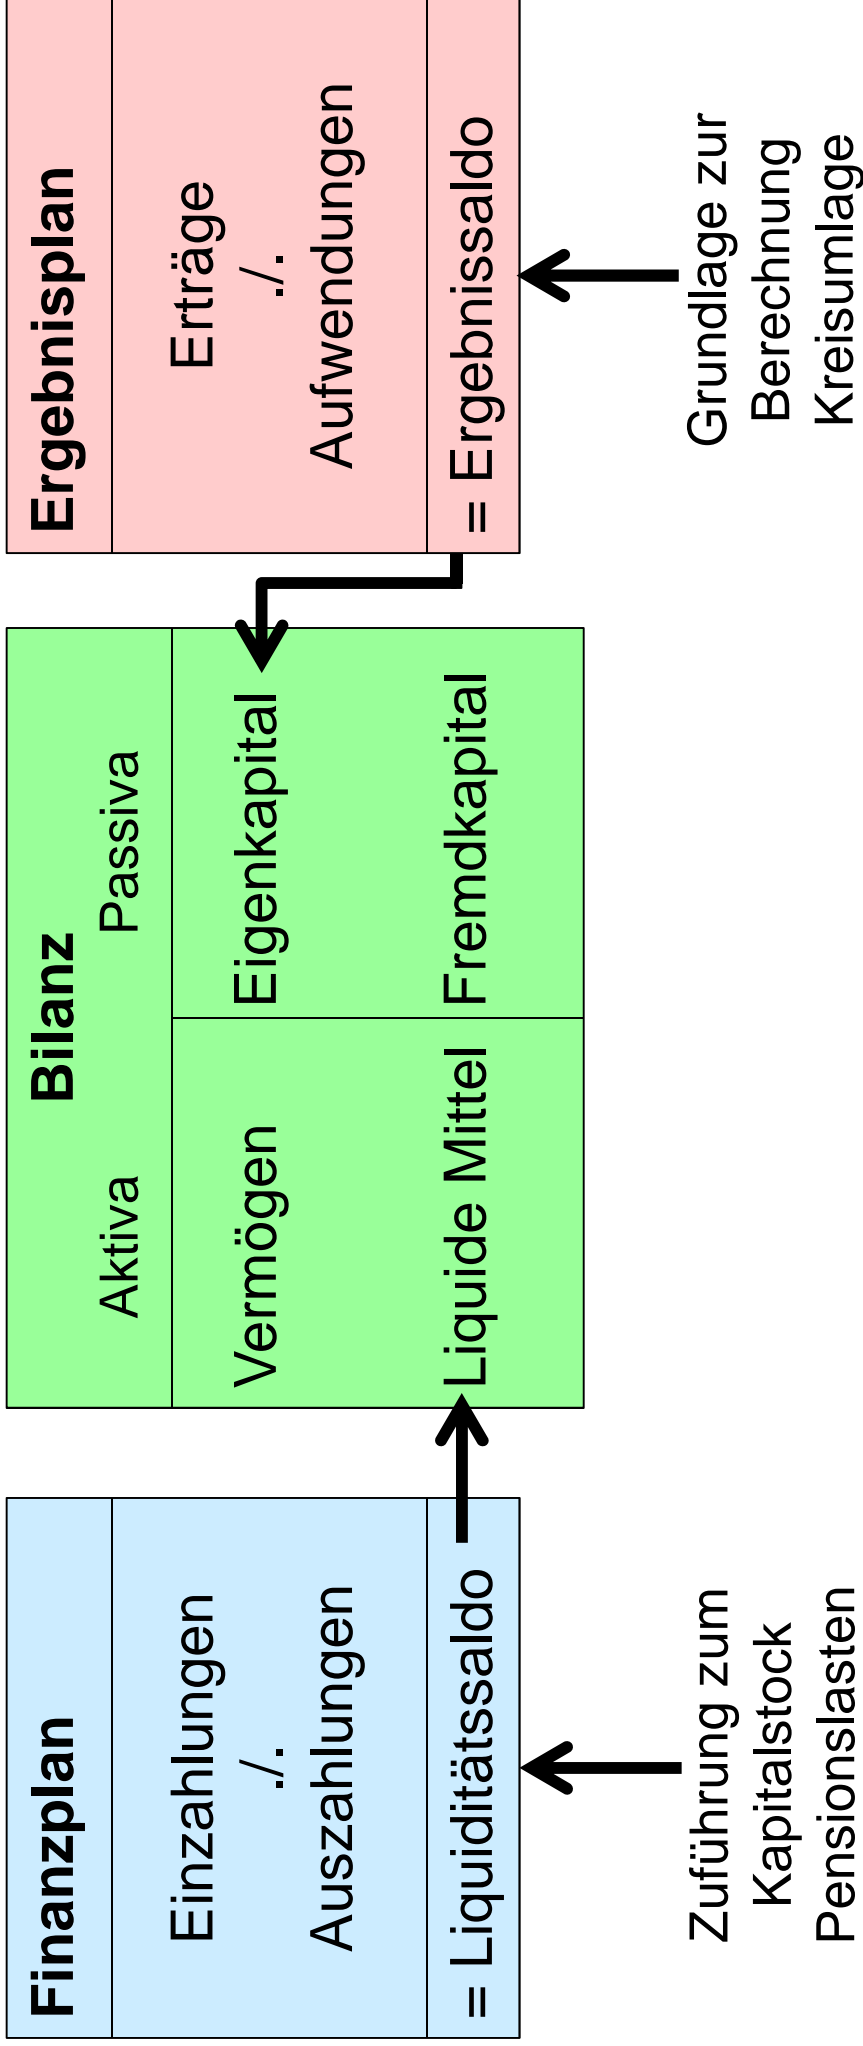 Finanzplan
Einzahlungen
./.
Auszahlungen
= Liquiditätssaldo
Zuführung zum
Kapitalstock
Pensionslasten
Bilanz
Aktiva Passiva
Vermögen Eigenkapital
Liquide Mittel Fremdkapital
Ergebnisplan
Erträge
./.
Aufwendungen
= Ergebnissaldo
Grundlage zur
Berechnung
Kreisumlage